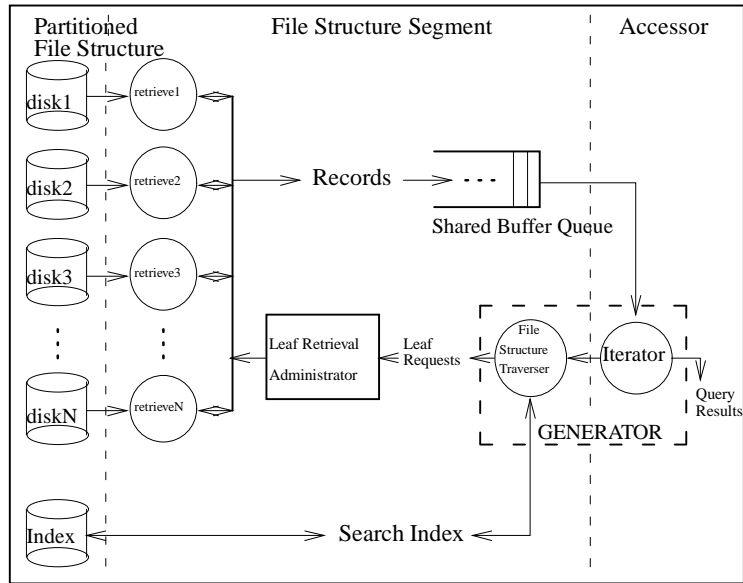 Partitioned
File Structure
File Structure Segment
Accessor
disk1
retrieve1
disk2
retrieve2
Records
Shared Buffer Queue
disk3
retrieve3
Leaf Retrieval
Administrator
Leaf
Requests
File
Structure
Traverser
Iterator
Query
Results
diskN
retrieveN
GENERATOR
Index
Search Index